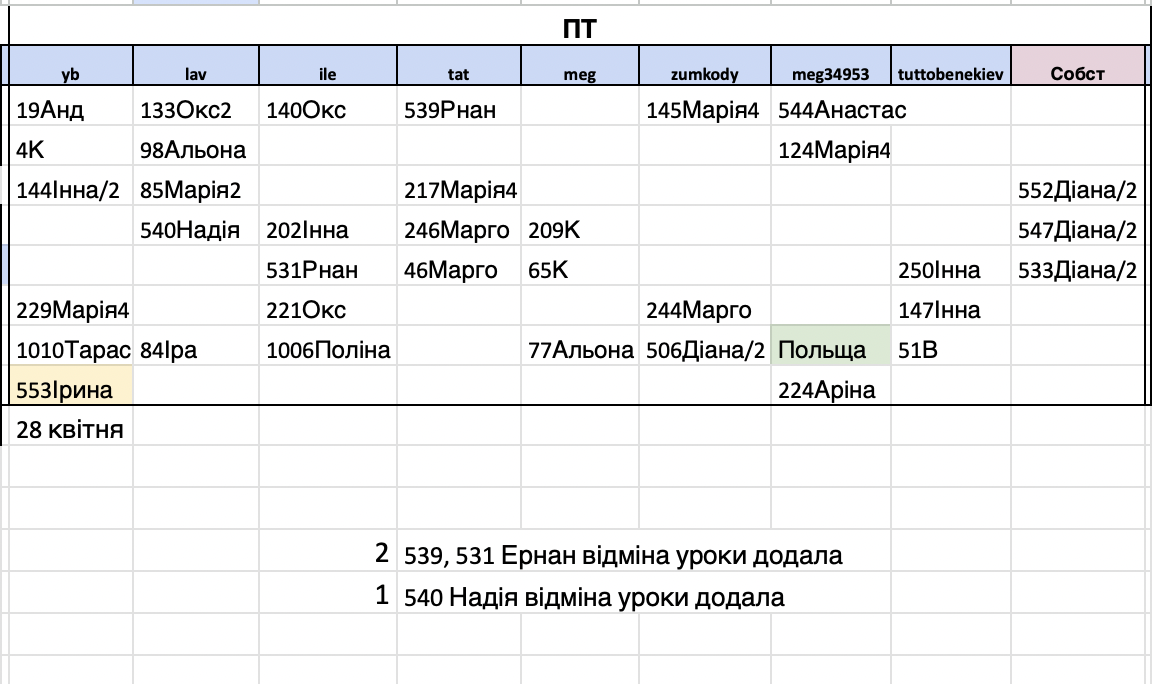 ПТ
yb lav ile tat meg zumkody meg34953 tuttobenekiev Собст
19Анд 133Окс2 140Окс 539Рнан 145Марія4 544Анастас
4К 98Альона 124Марія4
144Інна/2 85Марія2 217Марія4 552Діана/2
540Надія 202Інна 246Марго 209К 547Діана/2
531Рнан 46Марго 65К 250Інна 533Діана/2
229Марія4 221Окс 244Марго 147Інна
1010Тарас 84Іра 1006Поліна 77Альона 506Діана/2 Польща 51В
553Ірина 224Аріна
28 квітня
2 539, 531 Ернан відміна уроки додала
1 540 Надія відміна уроки додала